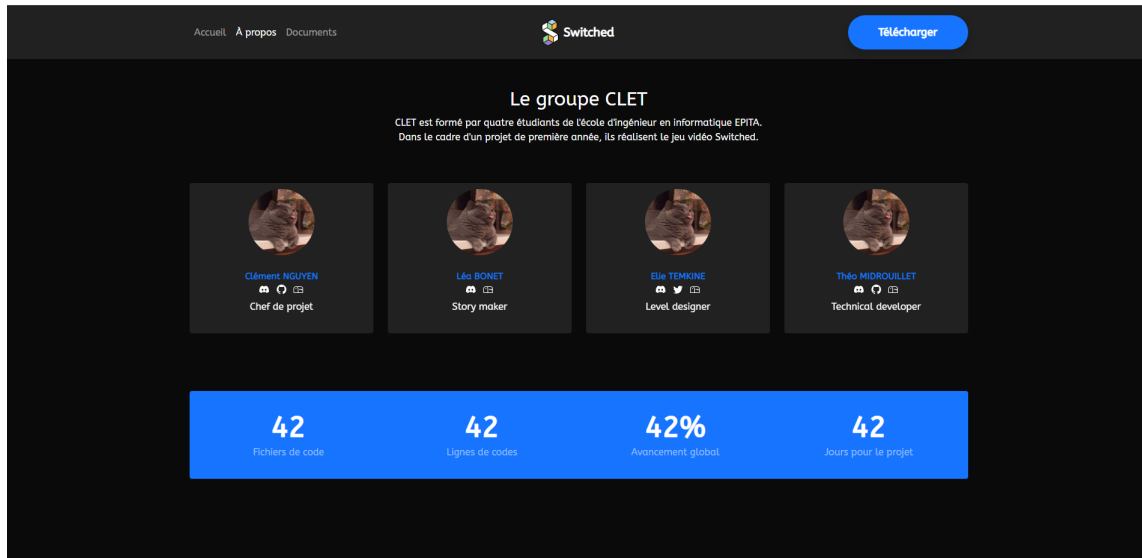 Accueil À propos Documents
Switched
Télécharger
Le groupe CLET
CLET est formé par quatre étudiants de l'école d'ingénieur en informatique EPITA.
Dans le cadre d'un projet de première année, ils réalisent le jeu vidéo Switched.
Clément NGUYEN
Chef de projet
Léa BONET
Story maker
Elie TEMKINE
Level designer
Théo MIDROUILLET
Technical developer
42
Fichiers de code
42
Lignes de codes
42%
Avancement global
42
Jours pour le projet